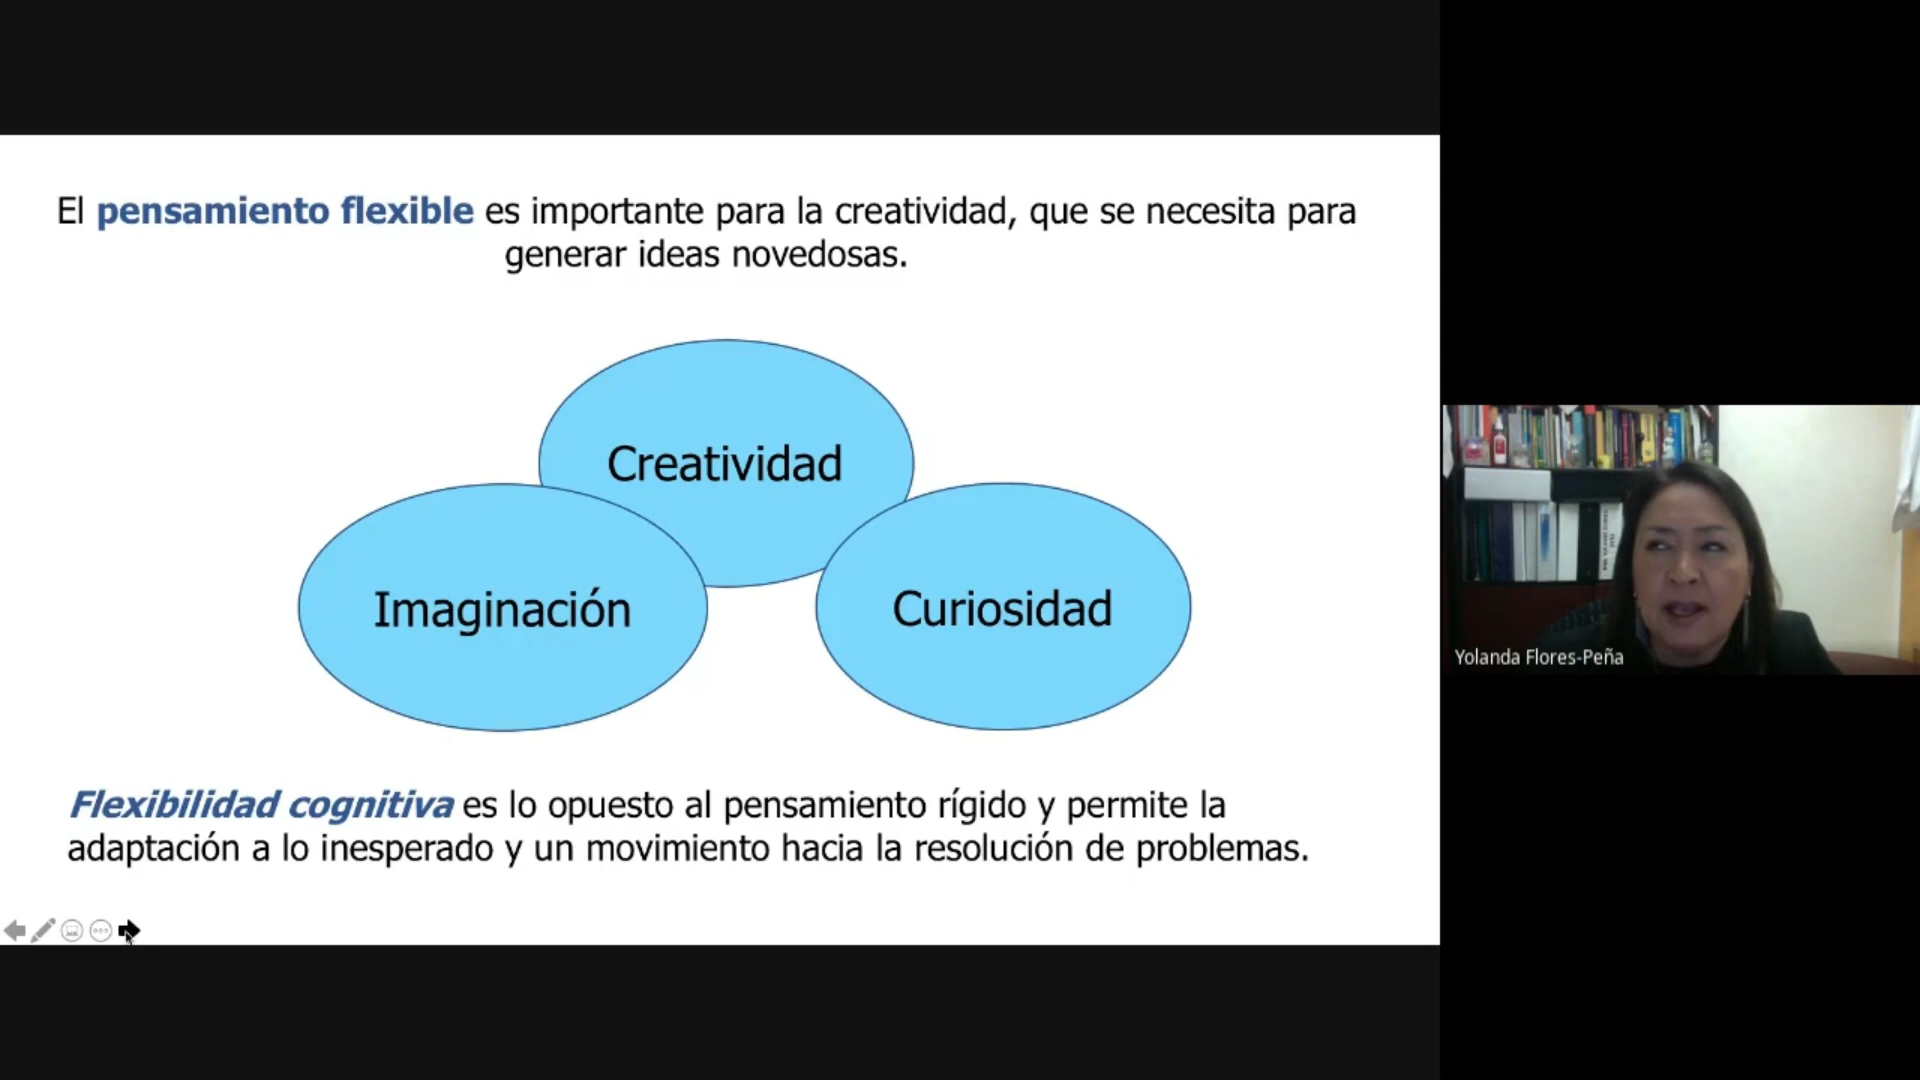 El pensamiento flexible es importante para la creatividad, que se necesita para
generar ideas novedosas.
Creatividad
Imaginación
Curiosidad
Flexibilidad cognitiva es lo opuesto al pensamiento rígido y permite la
adaptación a lo inesperado y un movimiento hacia la resolución de problemas.
Yolanda Flores-Peña